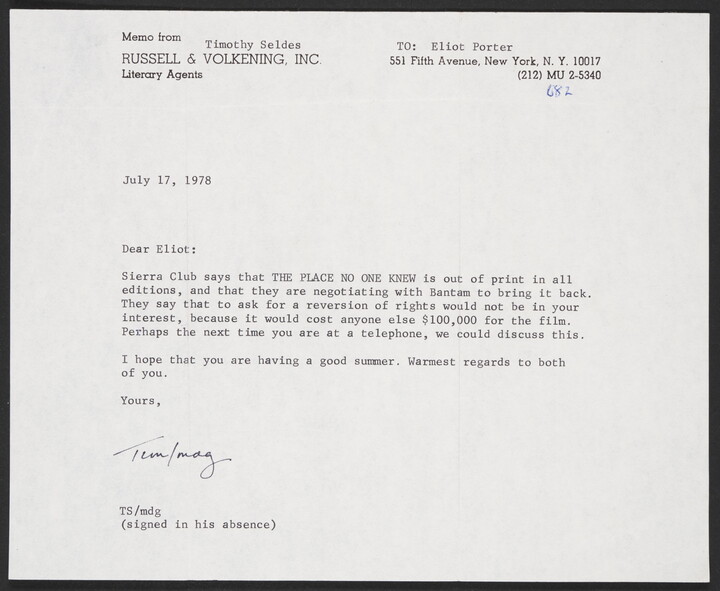 Memo from
Timothy Seldes
TO: Eliot Porter
RUSSELL & VOLKENING, INC.
551 Fifth Avenue, New York, N. Y. 10017
Literary Agents
(212) MU 2-5340
682
July 17, 1978
Dear Eliot:
Sierra Club says that THE PLACE NO ONE KNEW is out of print in all
editions, and that they are negotiating with Bantam to bring it back.
They say that to ask for a reversion of rights would not be in your
interest, because it would cost anyone else $100,000 for the film.
Perhaps the next time you are at a telephone, we could discuss this.
I hope that you are having a good summer. Warmest regards to both
of you.
Yours,
Tim/mdg
TS/mdg
(signed in his absence)